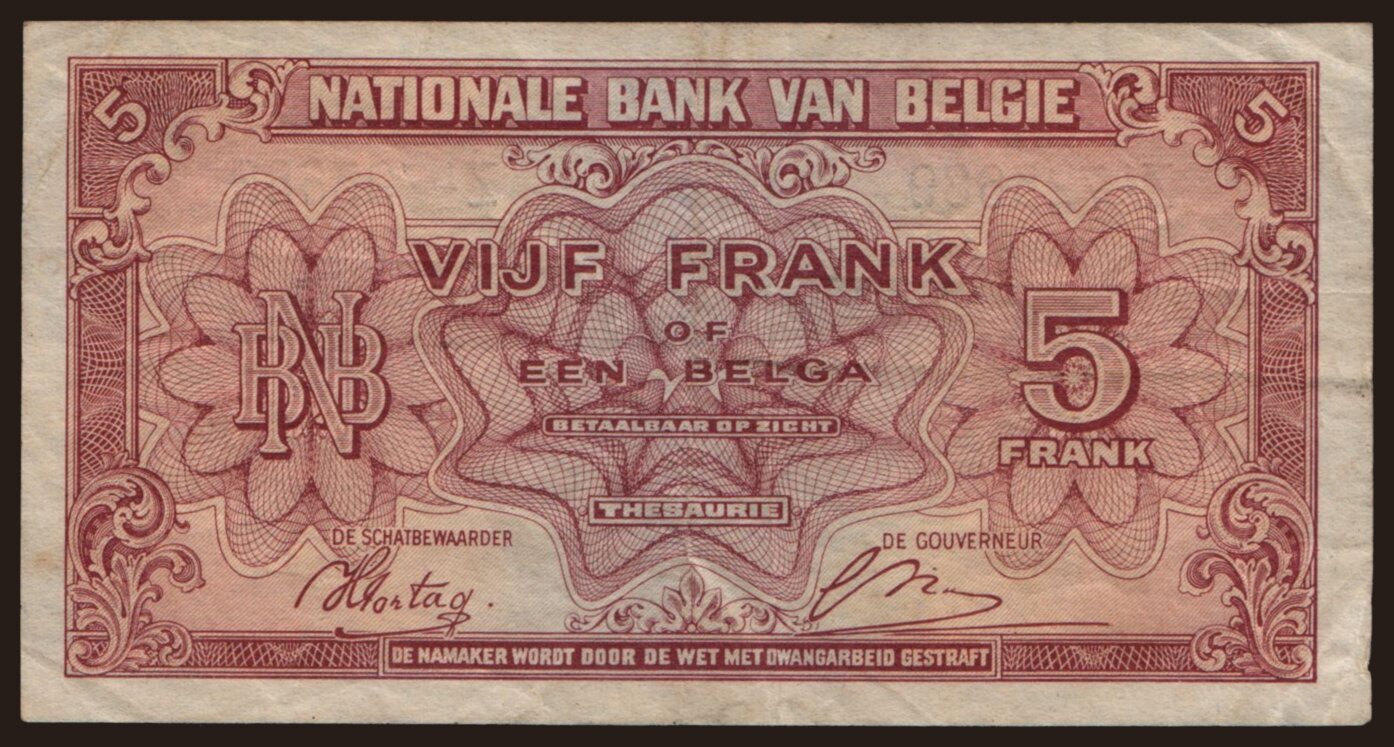 5 NATIONALE BANK VAN BELGIE 5
VIJF FRANK
OF
EEN BELGA
BETAALBAAR OP ZICHT
BNB
5
FRANK
THESAURIE
DE SCHATBEWAARDER
DE GOUVERNEUR
DE NAMAKER WORDT DOOR DE WET MET DWANGARBEID GESTRAFT